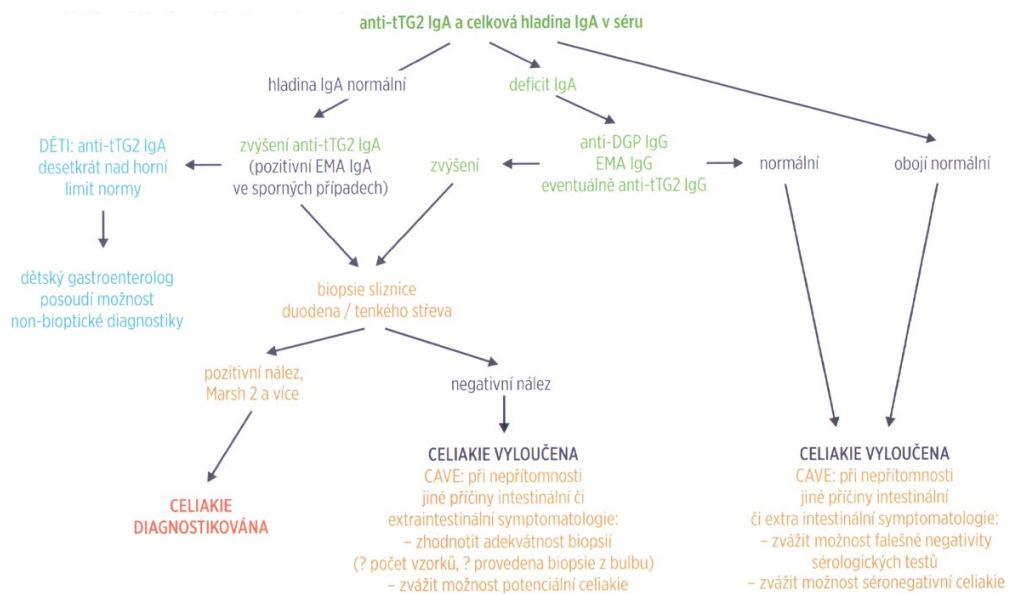 anti-tTG2 IgA a celková hladina IgA v séru
hladina IgA normální
deficit IgA
DĚTI: anti-tTG2 IgA
desetkrát nad horní
limit normy
zvýšení anti-tTG2 IgA
(pozitivní EMA IgA
ve sporných případech)
zvýšení
anti-DGP IgG
EMA IgG
eventuálně anti-tTG2 IgG
normální
obojí normální
dětský gastroenterolog
posoudí možnost
non-bioptické diagnostiky
biopsie sliznice
duodena / tenkého střeva
pozitivní nález,
Marsh 2 a více
negativní nález
CELIAKIE
DIAGNOSTIKOVÁNA
CELIAKIE VYLOUČENA
CAVE: při nepřítomnosti
jiné příčiny intestinální či
extraintestinální symptomatologie:
– zhodnotit adekvátnost biopsií
(? počet vzorků, ? provedena biopsie z bulbu)
– zvážit možnost potenciální celiakie
CELIAKIE VYLOUČENA
CAVE: při nepřítomnosti
jiné příčiny intestinální
či extra intestinální symptomatologie:
– zvážit možnost falešné negativity
sérologických testů
– zvážit možnost séronegativní celiakie